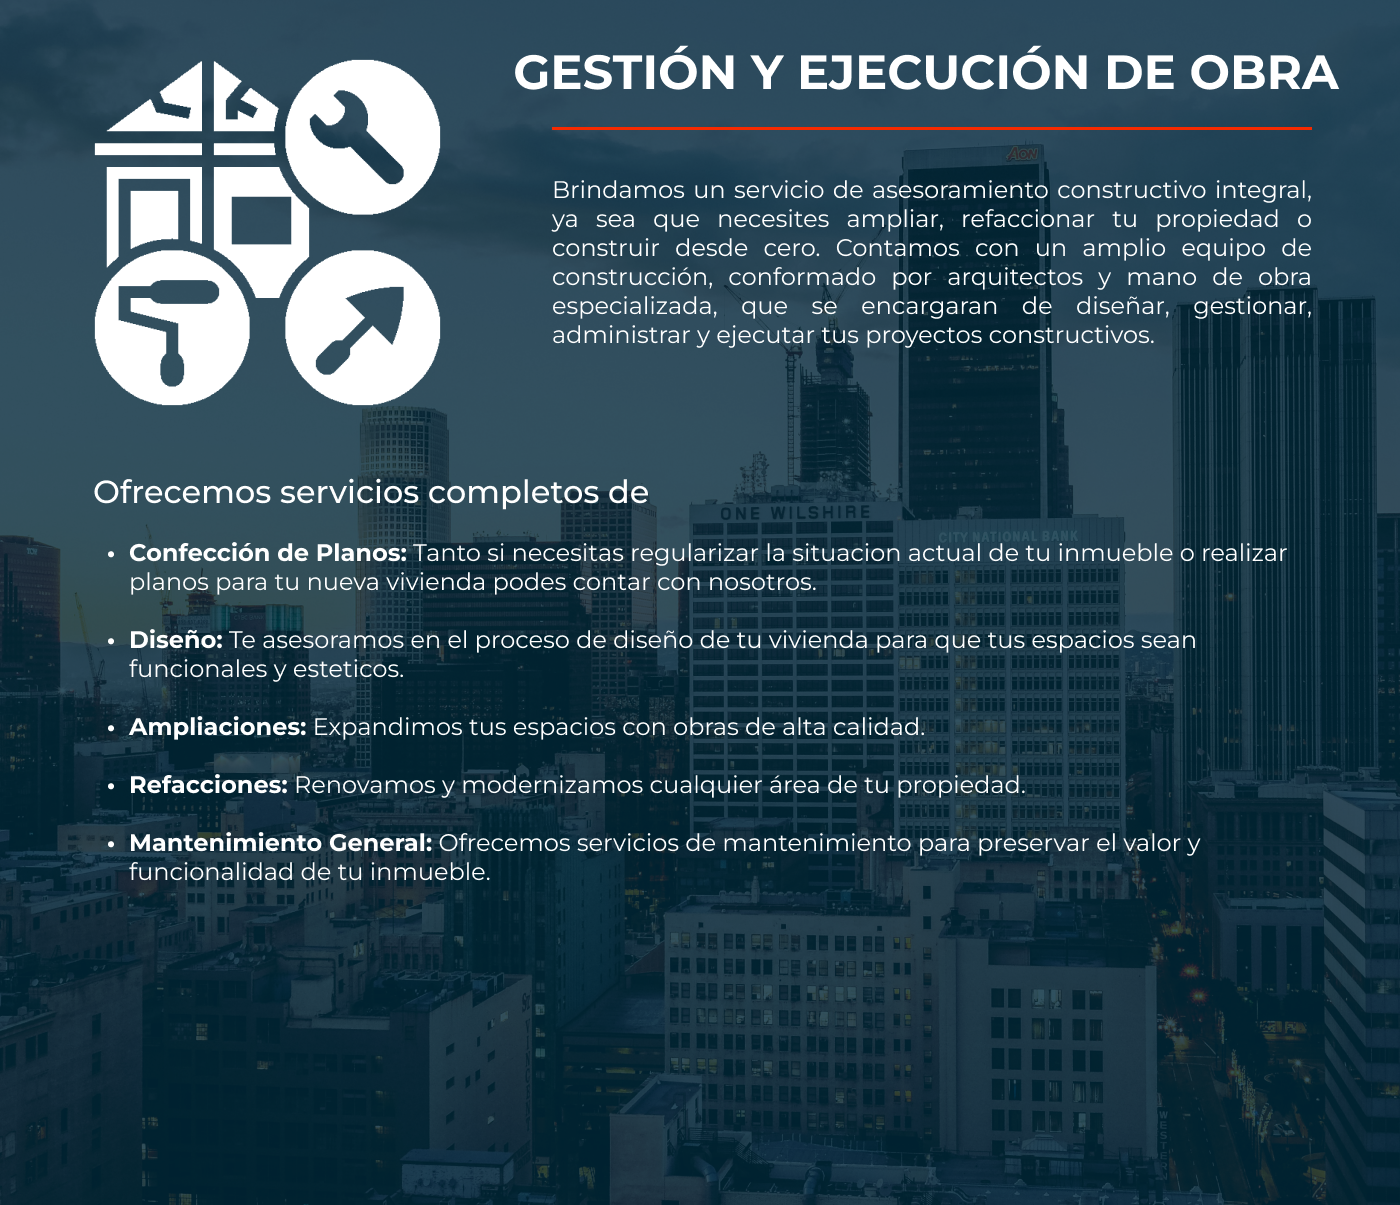 GESTIÓN Y EJECUCIÓN DE OBRA
AON
Brindamos un servicio de asesoramiento constructivo integral,
ya sea que necesites ampliar, refaccionar tu propiedad o
construir desde cero. Contamos con un amplio equipo de
construcción, conformado por arquitectos y mano de obra
especializada, que se encargaran de diseñar, gestionar,
administrar y ejecutar tus proyectos constructivos.
Ofrecemos servicios completos de
ONE WILSHIRE
CITY NATIONAL BANK
• Confección de Planos: Tanto si necesitas regularizar la situacion actual de tu inmueble o realizar
planos para tu nueva vivienda podes contar con nosotros.
• Diseño: Te asesoramos en el proceso de diseño de tu vivienda para que tus espacios sean
funcionales y esteticos.
• Ampliaciones: Expandimos tus espacios con obras de alta calidad.
• Refacciones: Renovamos y modernizamos cualquier área de tu propiedad.
• Mantenimiento General: Ofrecemos servicios de mantenimiento para preservar el valor y
funcionalidad de tu inmueble.